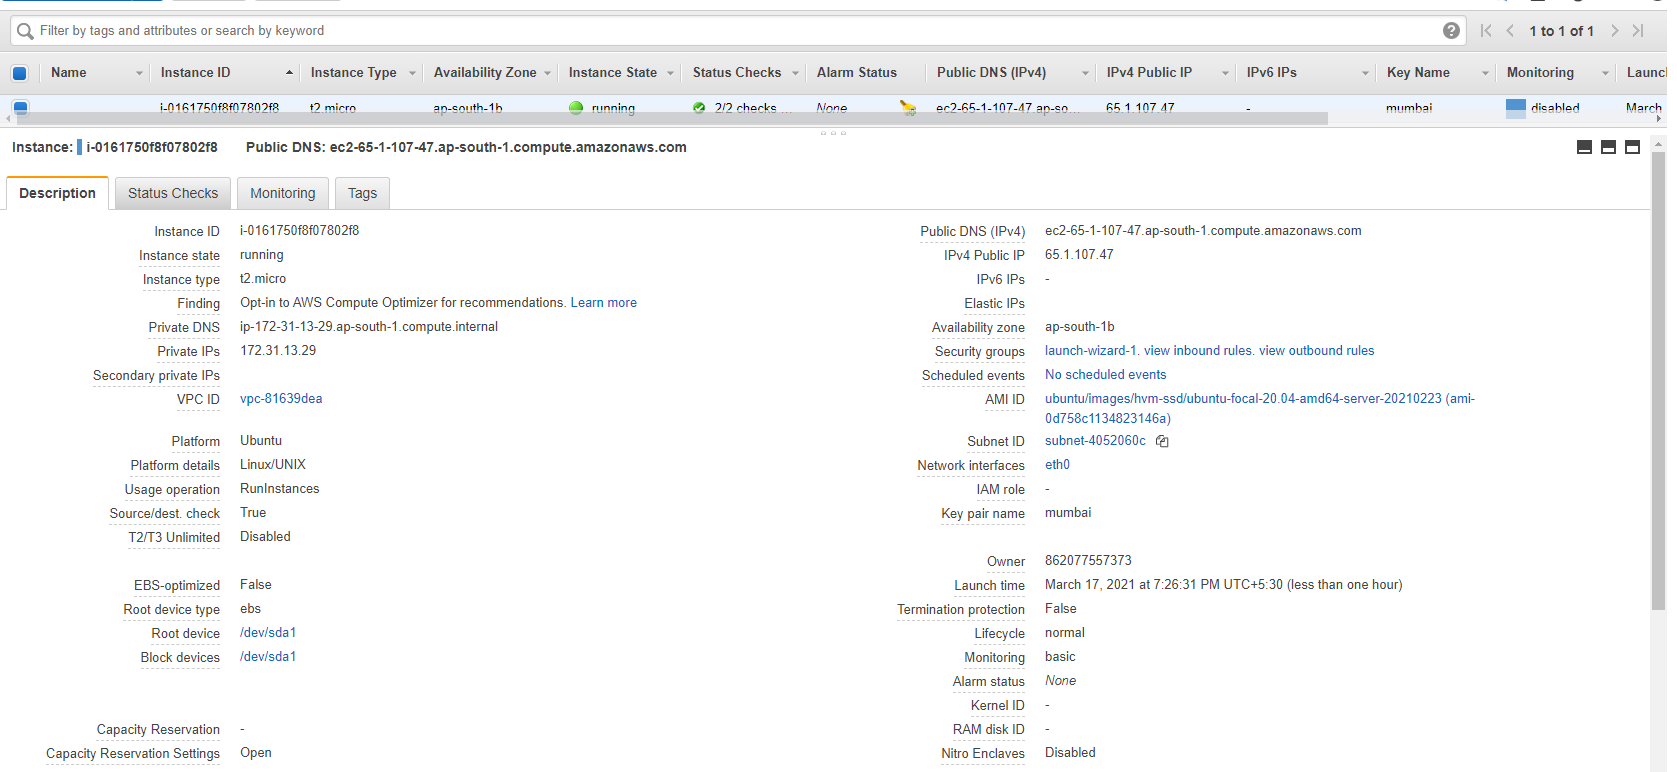 Filter by tags and attributes or search by keyword
1 to 1 of 1
Name Instance ID Instance Type Availability Zone Instance State Status Checks Alarm Status Public DNS (IPv4) IPv4 Public IP IPv6 IPs Key Name Monitoring Launc
i-0161750f8f07802f8 t2.micro ap-south-1b running 2/2 checks ... None ec2-65-1-107-47.ap-so... 65.1.107.47 - mumbai disabled March
Instance: i-0161750f8f07802f8 Public DNS: ec2-65-1-107-47.ap-south-1.compute.amazonaws.com
Description Status Checks Monitoring Tags
Instance ID i-0161750f8f07802f8
Instance state running
Instance type t2.micro
Finding Opt-in to AWS Compute Optimizer for recommendations. Learn more
Private DNS ip-172-31-13-29.ap-south-1.compute.internal
Private IPs 172.31.13.29
Secondary private IPs
VPC ID vpc-81639dea
Platform Ubuntu
Platform details Linux/UNIX
Usage operation RunInstances
Source/dest. check True
T2/T3 Unlimited Disabled
EBS-optimized False
Root device type ebs
Root device /dev/sda1
Block devices /dev/sda1
Capacity Reservation -
Capacity Reservation Settings Open
Public DNS (IPv4) ec2-65-1-107-47.ap-south-1.compute.amazonaws.com
IPv4 Public IP 65.1.107.47
IPv6 IPs -
Elastic IPs
Availability zone ap-south-1b
Security groups launch-wizard-1. view inbound rules. view outbound rules
Scheduled events No scheduled events
AMI ID ubuntu/images/hvm-ssd/ubuntu-focal-20.04-amd64-server-20210223 (ami-
0d758c1134823146a)
Subnet ID subnet-4052060c
Network interfaces eth0
IAM role -
Key pair name mumbai
Owner 862077557373
Launch time March 17, 2021 at 7:26:31 PM UTC+5:30 (less than one hour)
Termination protection False
Lifecycle normal
Monitoring basic
Alarm status None
Kernel ID -
RAM disk ID -
Nitro Enclaves Disabled